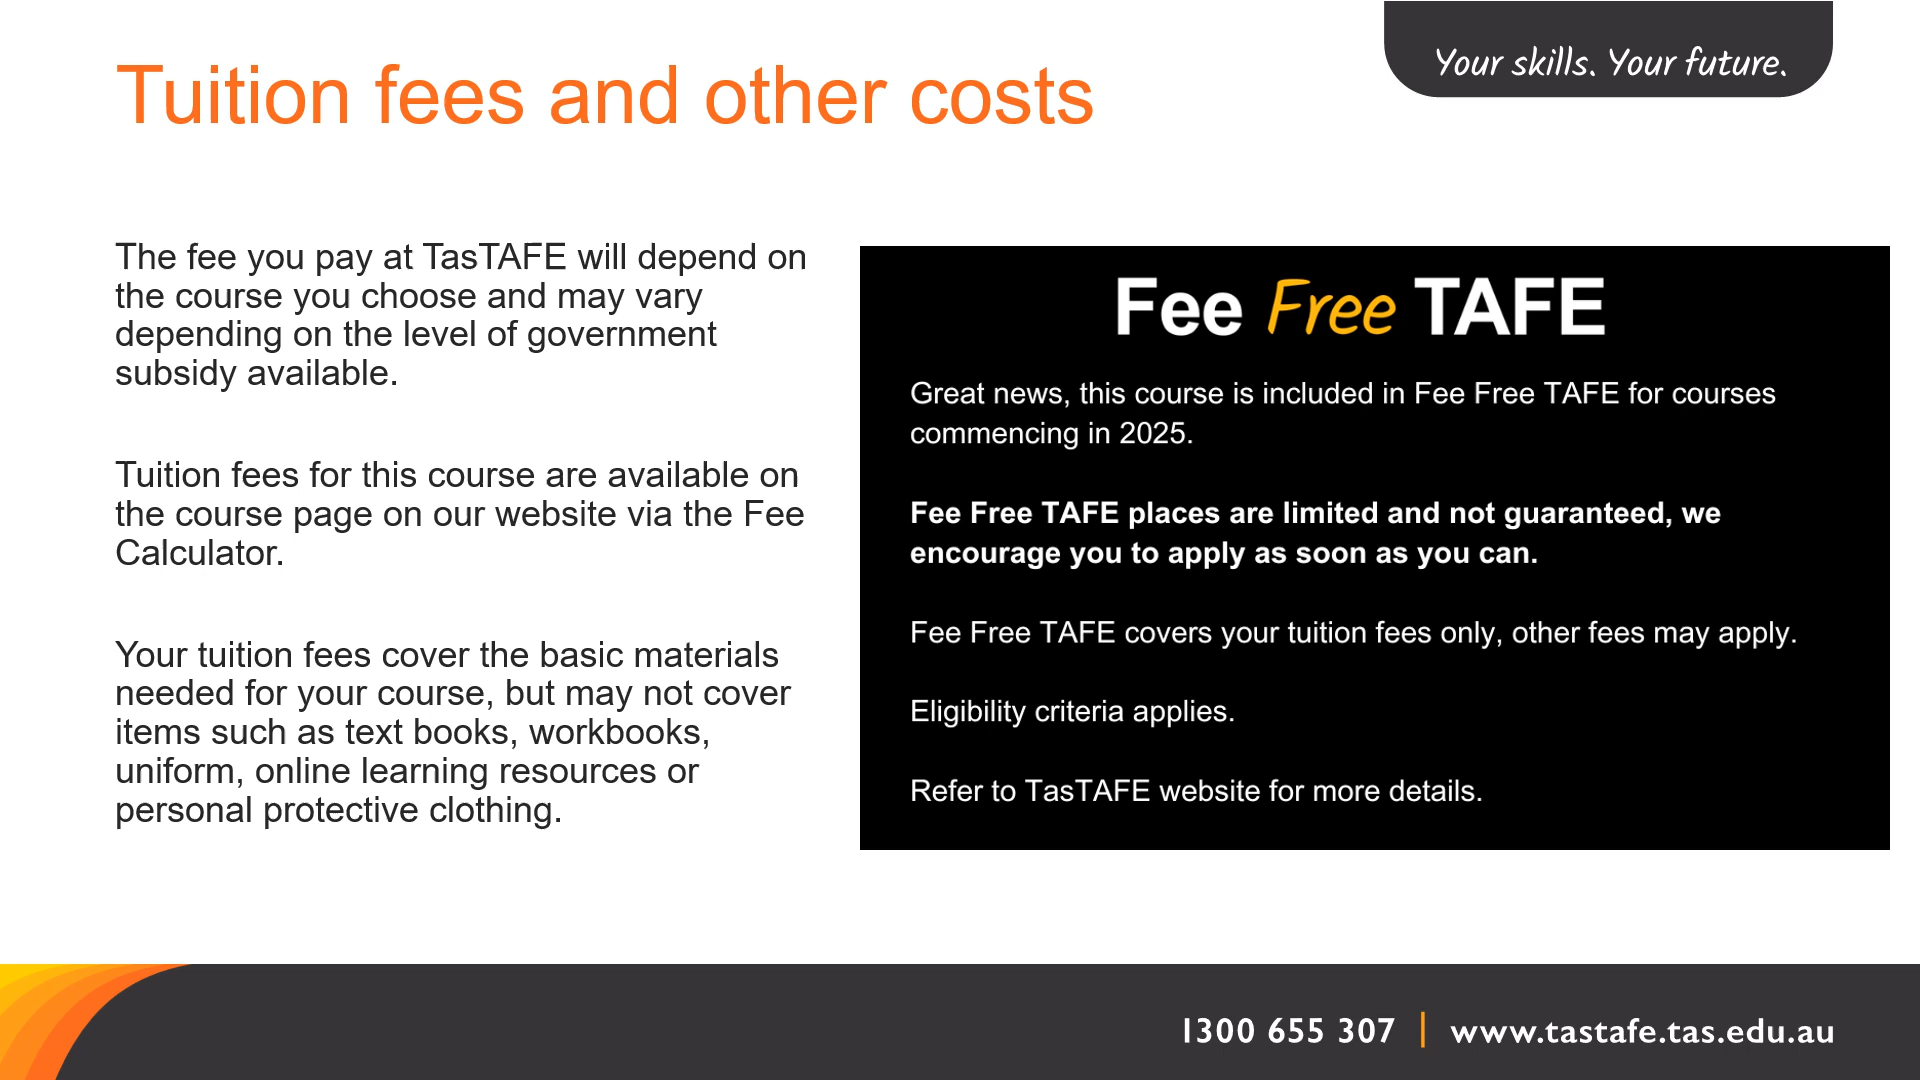 Your skills. Your future.
Tuition fees and other costs
The fee you pay at TasTAFE will depend on
the course you choose and may vary
depending on the level of government
subsidy available.
Tuition fees for this course are available on
the course page on our website via the Fee
Calculator.
Your tuition fees cover the basic materials
needed for your course, but may not cover
items such as text books, workbooks,
uniform, online learning resources or
personal protective clothing.
Fee Free TAFE
Great news, this course is included in Fee Free TAFE for courses
commencing in 2025.
Fee Free TAFE places are limited and not guaranteed, we
encourage you to apply as soon as you can.
Fee Free TAFE covers your tuition fees only, other fees may apply.
Eligibility criteria applies.
Refer to TasTAFE website for more details.
1300 655 307 | www.tastafe.tas.edu.au